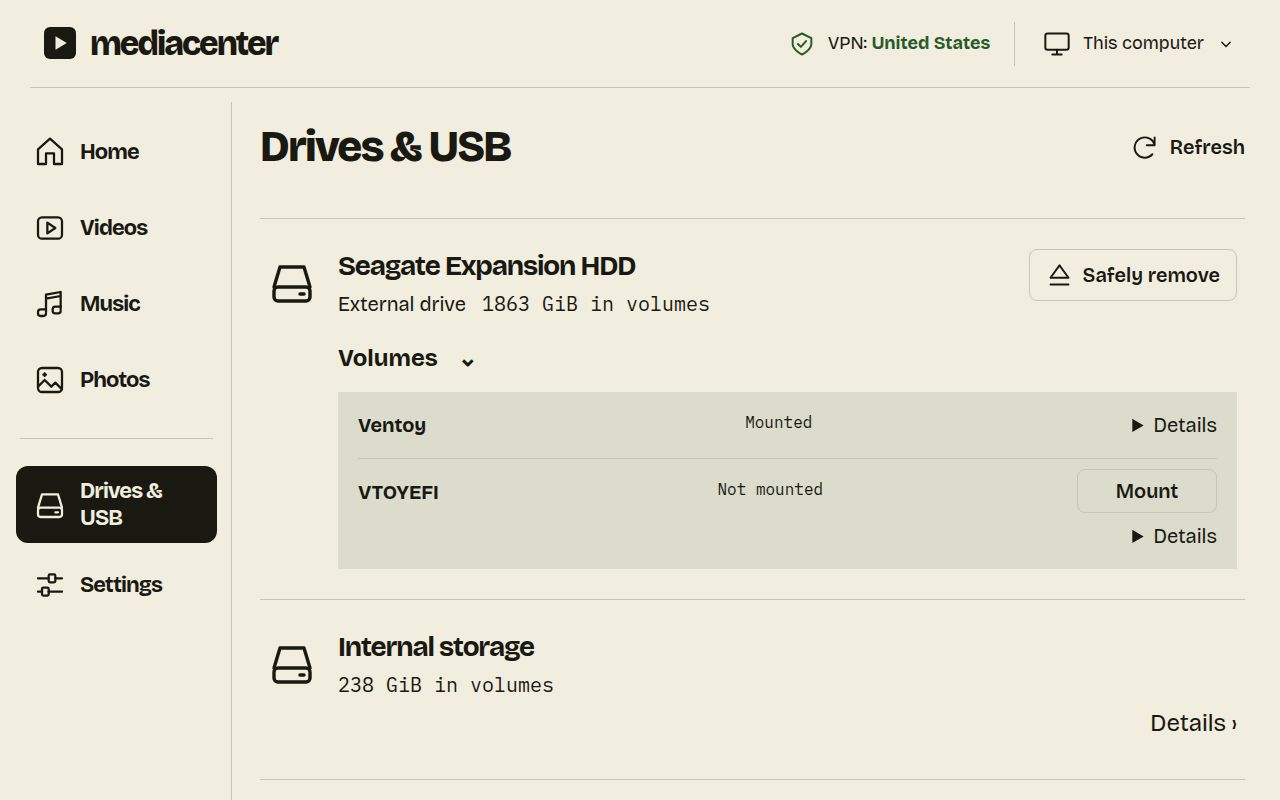 mediacenter
VPN: United States
This computer
Home
Videos
Music
Photos
Drives &
USB
Settings
Drives & USB
Refresh
Seagate Expansion HDD
External drive 1863 GiB in volumes
Safely remove
Volumes
Ventoy Mounted Details
VTOYEFI Not mounted Mount
Details
Internal storage
238 GiB in volumes
Details ›